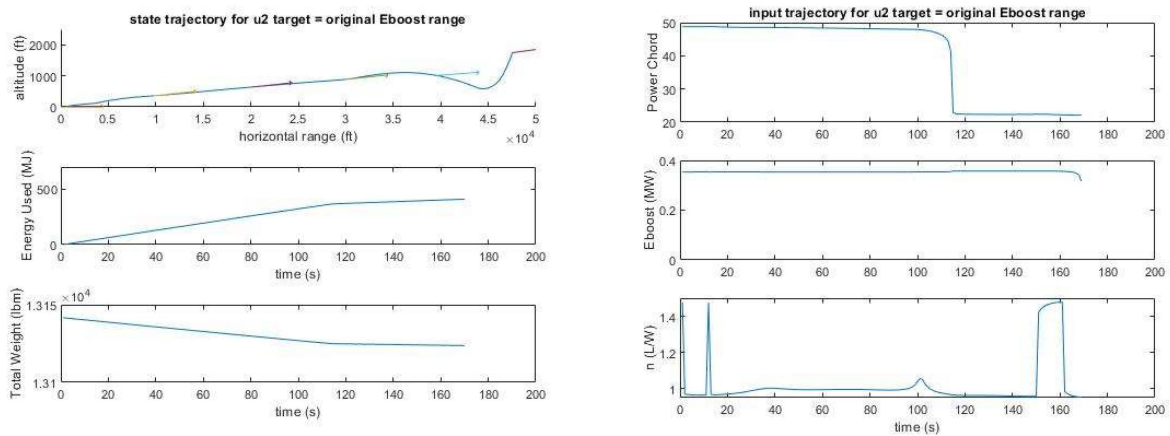 state trajectory for u2 target = original Eboost range
altitude (ft)
2000
1000
0
0 0.5 1 1.5 2 2.5 3 3.5 4 4.5 5
horizontal range (ft)
× 10⁴
Energy Used (MJ)
500
0
0 20 40 60 80 100 120 140 160 180 200
time (s)
Total Weight (lbm)
1.315 × 10⁴
1.31
0 20 40 60 80 100 120 140 160 180 200
time (s)
input trajectory for u2 target = original Eboost range
Power Chord
50
40
30
20
0 20 40 60 80 100 120 140 160 180 200
Eboost (MW)
0.4
0.2
0
0 20 40 60 80 100 120 140 160 180 200
n (L/W)
1.4
1.2
1
0 20 40 60 80 100 120 140 160 180 200
time (s)